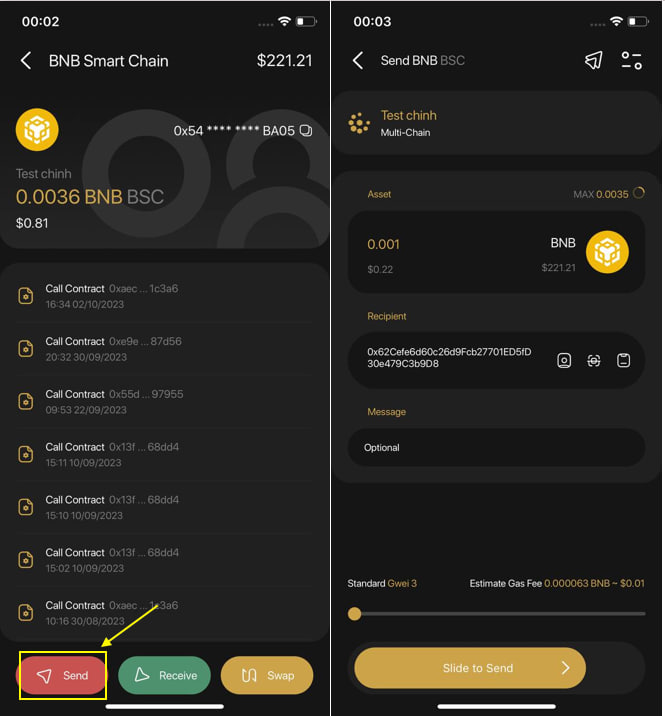 00:02
BNB Smart Chain
$221.21
0x54 **** **** BA05
Test chinh
0.0036 BNB BSC
$0.81
Call Contract 0xaec ... 1c3a6
16:34 02/10/2023
Call Contract 0xe9e ... 87d56
20:32 30/09/2023
Call Contract 0x55d ... 97955
09:53 22/09/2023
Call Contract 0x13f ... 68dd4
15:11 10/09/2023
Call Contract 0x13f ... 68dd4
15:10 10/09/2023
Call Contract 0x13f ... 68dd4
15:02 10/09/2023
Call Contract 0xaec ... 1c3a6
10:16 30/08/2023
Send
Receive
Swap
00:03
Send BNB BSC
Test chinh
Multi-Chain
Asset
MAX 0.0035
0.001
BNB
$0.22
$221.21
Recipient
0x62Cefe6d60c26d9Fcb27701ED5fD
30e479C3b9D8
Message
Optional
Standard Gwei 3
Estimate Gas Fee 0.000063 BNB ~ $0.01
Slide to Send